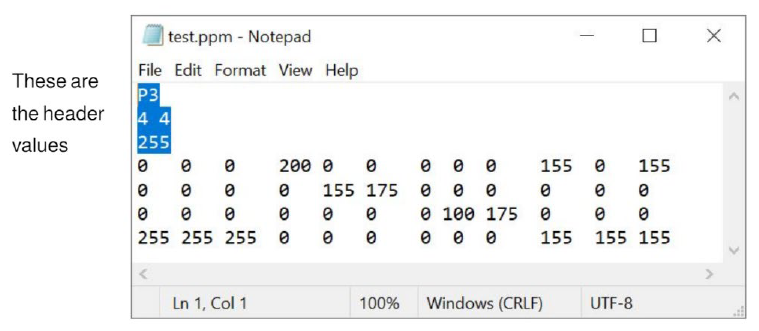 test.ppm - Notepad
File Edit Format View Help
These are
the header
values
P3
4 4
255
0 0 0 200 0 0 0 0 0 155 0 155
0 0 0 0 155 175 0 0 0 0 0 0
0 0 0 0 0 0 0 100 175 0 0 0
255 255 255 0 0 0 0 0 0 155 155 155
Ln 1, Col 1 100% Windows (CRLF) UTF-8